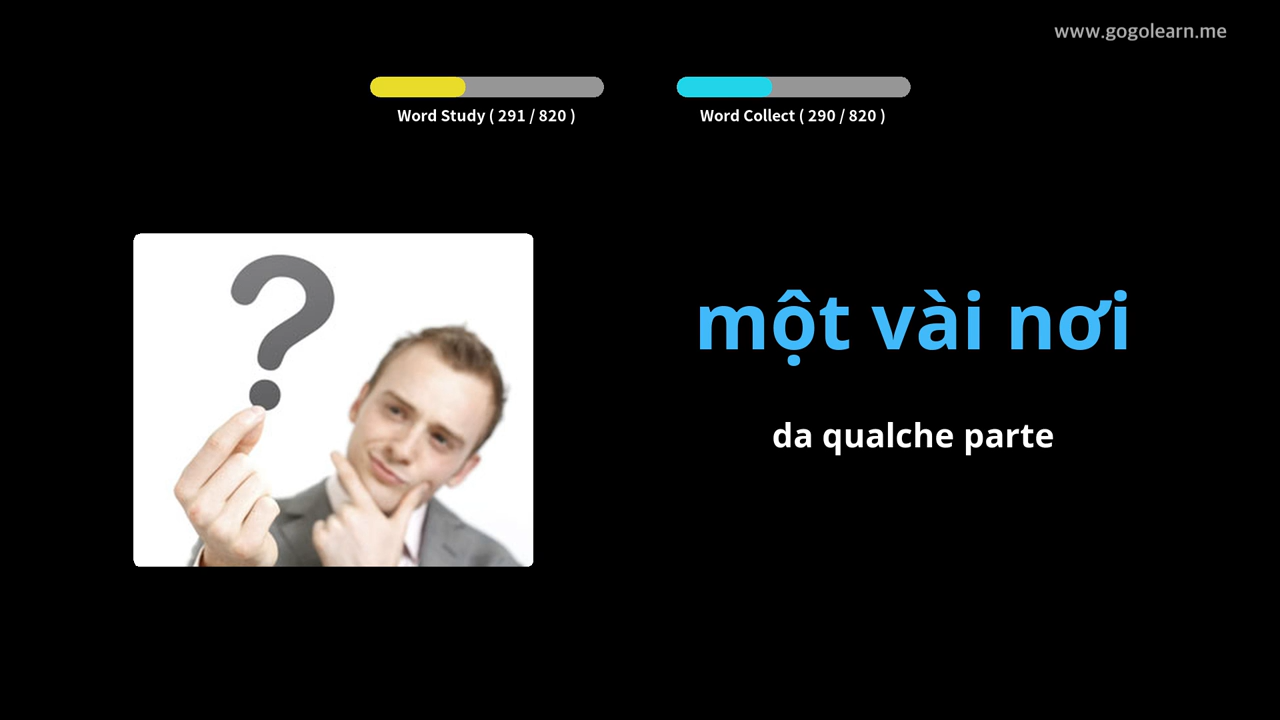 www.gogolearn.me
Word Study ( 291 / 820 )
Word Collect ( 290 / 820 )
một vài nơi
da qualche parte